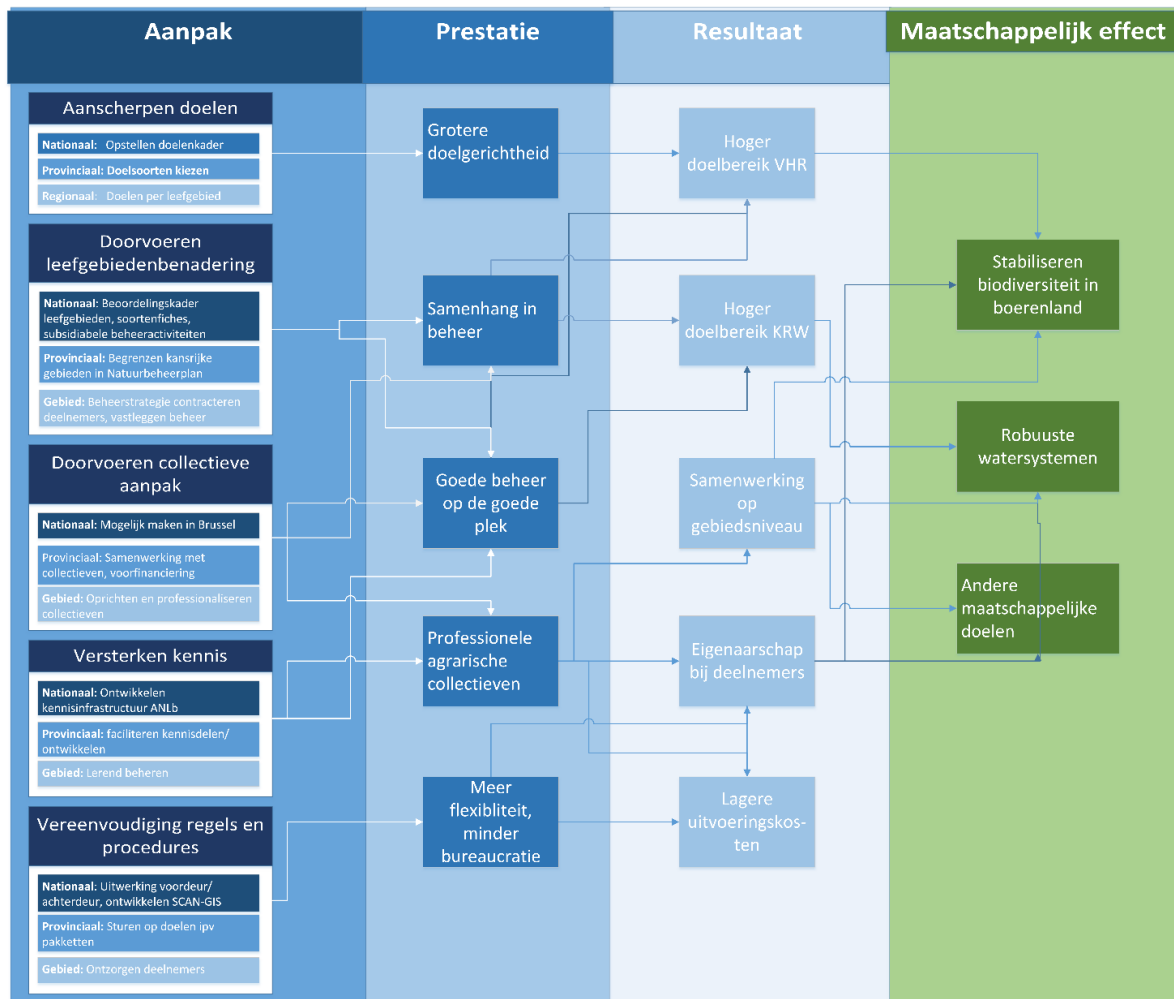 Aanpak
Prestatie
Resultaat
Maatschappelijk effect
Aanscherpen doelen
Nationaal: Opstellen doelenkader
Provinciaal: Doelsoorten kiezen
Regionaal: Doelen per leefgebied
Doorvoeren
leefgebiedenbenadering
Nationaal: Beoordelingskader
leefgebieden, soortenfiches,
subsidiabele beheeractiviteiten
Provinciaal: Begrenzen kansrijke
gebieden in Natuurbeheerplan
Gebied: Beheerstrategie contracteren
deelnemers, vastleggen beheer
Doorvoeren collectieve
aanpak
Nationaal: Mogelijk maken in Brussel
Provinciaal: Samenwerking met
collectieven, voorfinanciering
Gebied: Oprichten en professionaliseren
collectieven
Versterken kennis
Nationaal: Ontwikkelen
kennisinfrastructuur ANLb
Provinciaal: faciliteren kennisdelen/
ontwikkelen
Gebied: Lerend beheren
Vereenvoudiging regels en
procedures
Nationaal: Uitwerking voordeur/
achterdeur, ontwikkelen SCAN-GIS
Provinciaal: Sturen op doelen ipv
pakketten
Gebied: Ontzorgen deelnemers
Grotere
doelgerichtheid
Samenhang in
beheer
Goede beheer
op de goede
plek
Professionele
agrarische
collectieven
Meer
flexibliteit,
minder
bureaucratie
Hoger
doelbereik VHR
Hoger
doelbereik KRW
Samenwerking
op
gebiedsniveau
Eigenaarschap
bij deelnemers
Lagere
uitvoeringskos-
ten
Stabiliseren
biodiversiteit in
boerenland
Robuuste
watersystemen
Andere
maatschappelijke
doelen